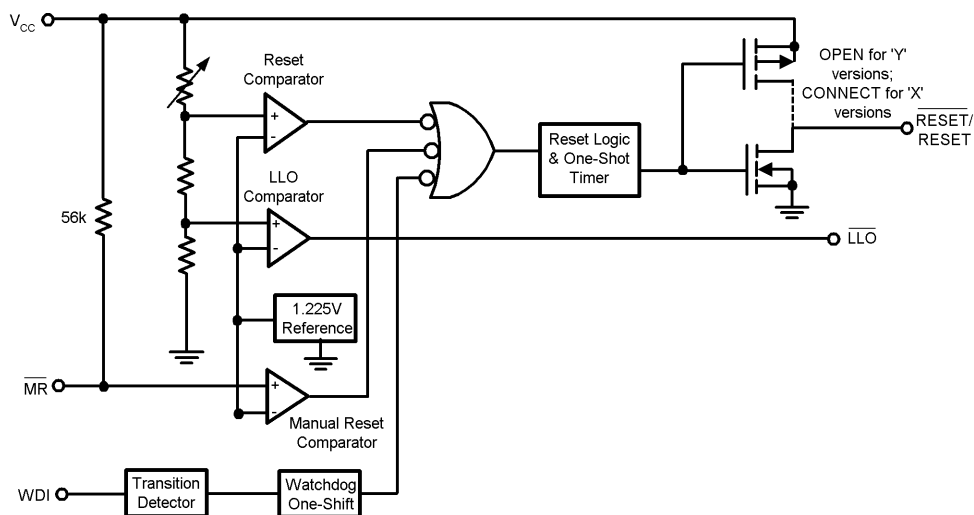 VCC
Reset
Comparator
OPEN for 'Y'
versions;
CONNECT for 'X'
versions
RESET/
RESET
+
-
Reset Logic
& One-Shot
Timer
LLO
Comparator
56k
+
-
LLO
1.225V
Reference
MR
+
-
Manual Reset
Comparator
WDI
Transition
Detector
Watchdog
One-Shift